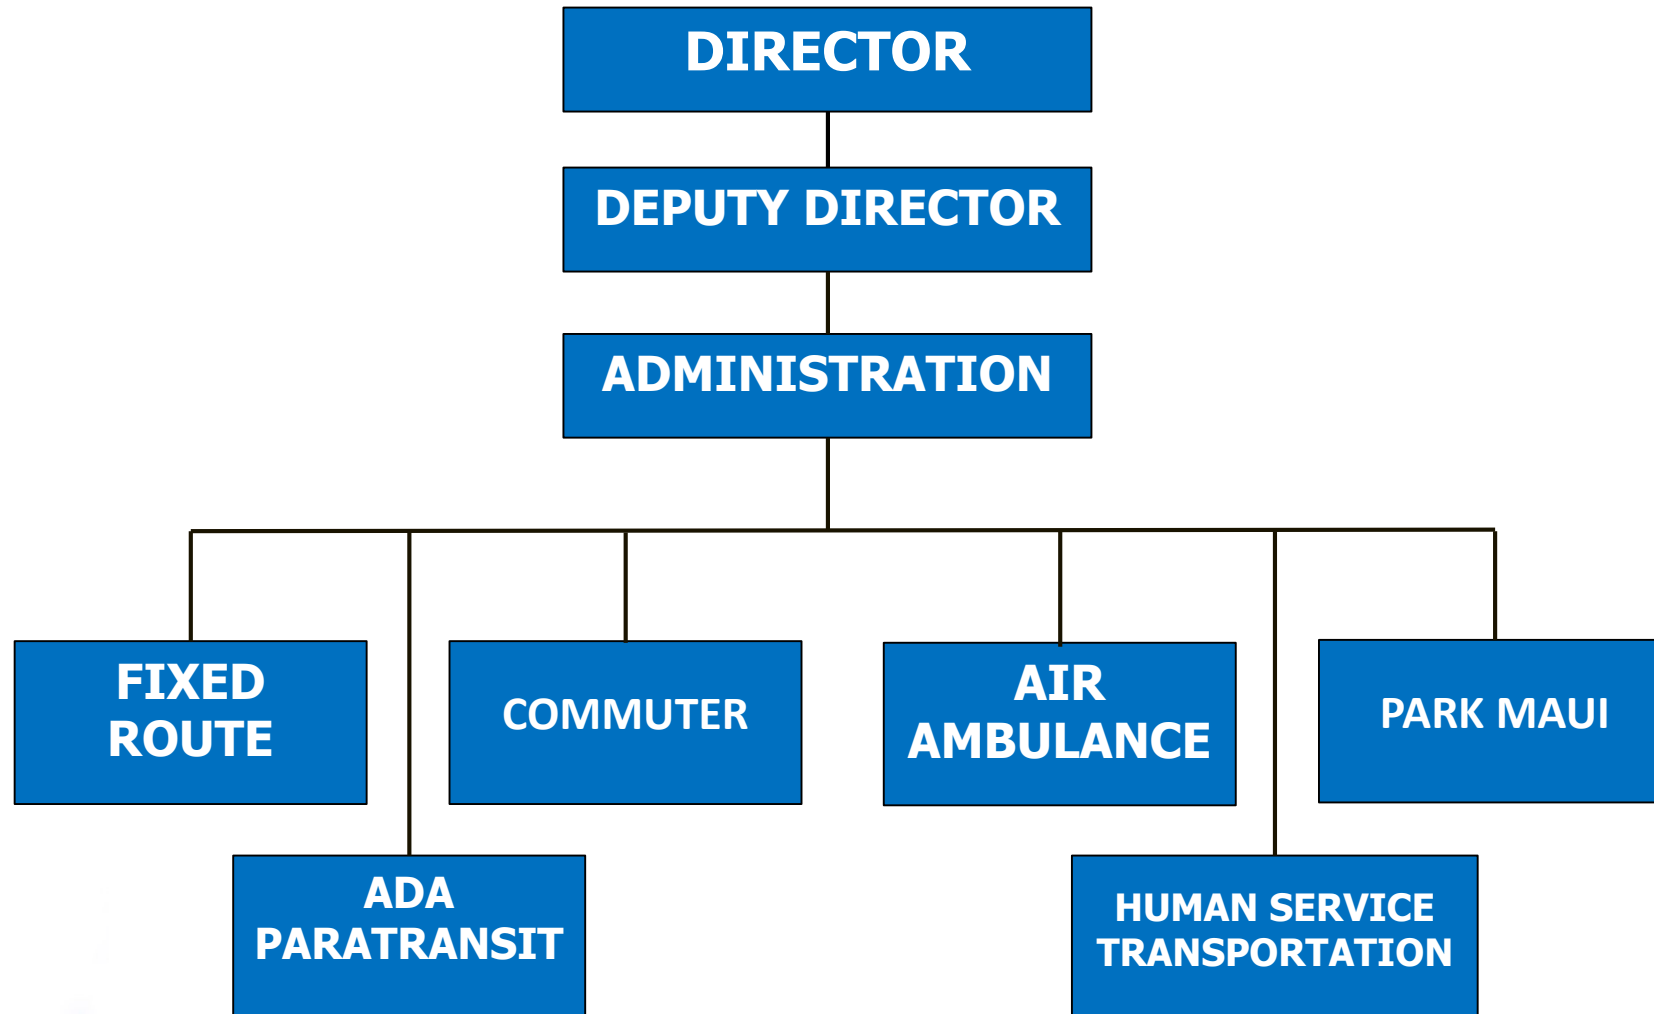 DIRECTOR
DEPUTY DIRECTOR
ADMINISTRATION
FIXED
ROUTE
COMMUTER
AIR
AMBULANCE
PARK MAUI
ADA
PARATRANSIT
HUMAN SERVICE
TRANSPORTATION